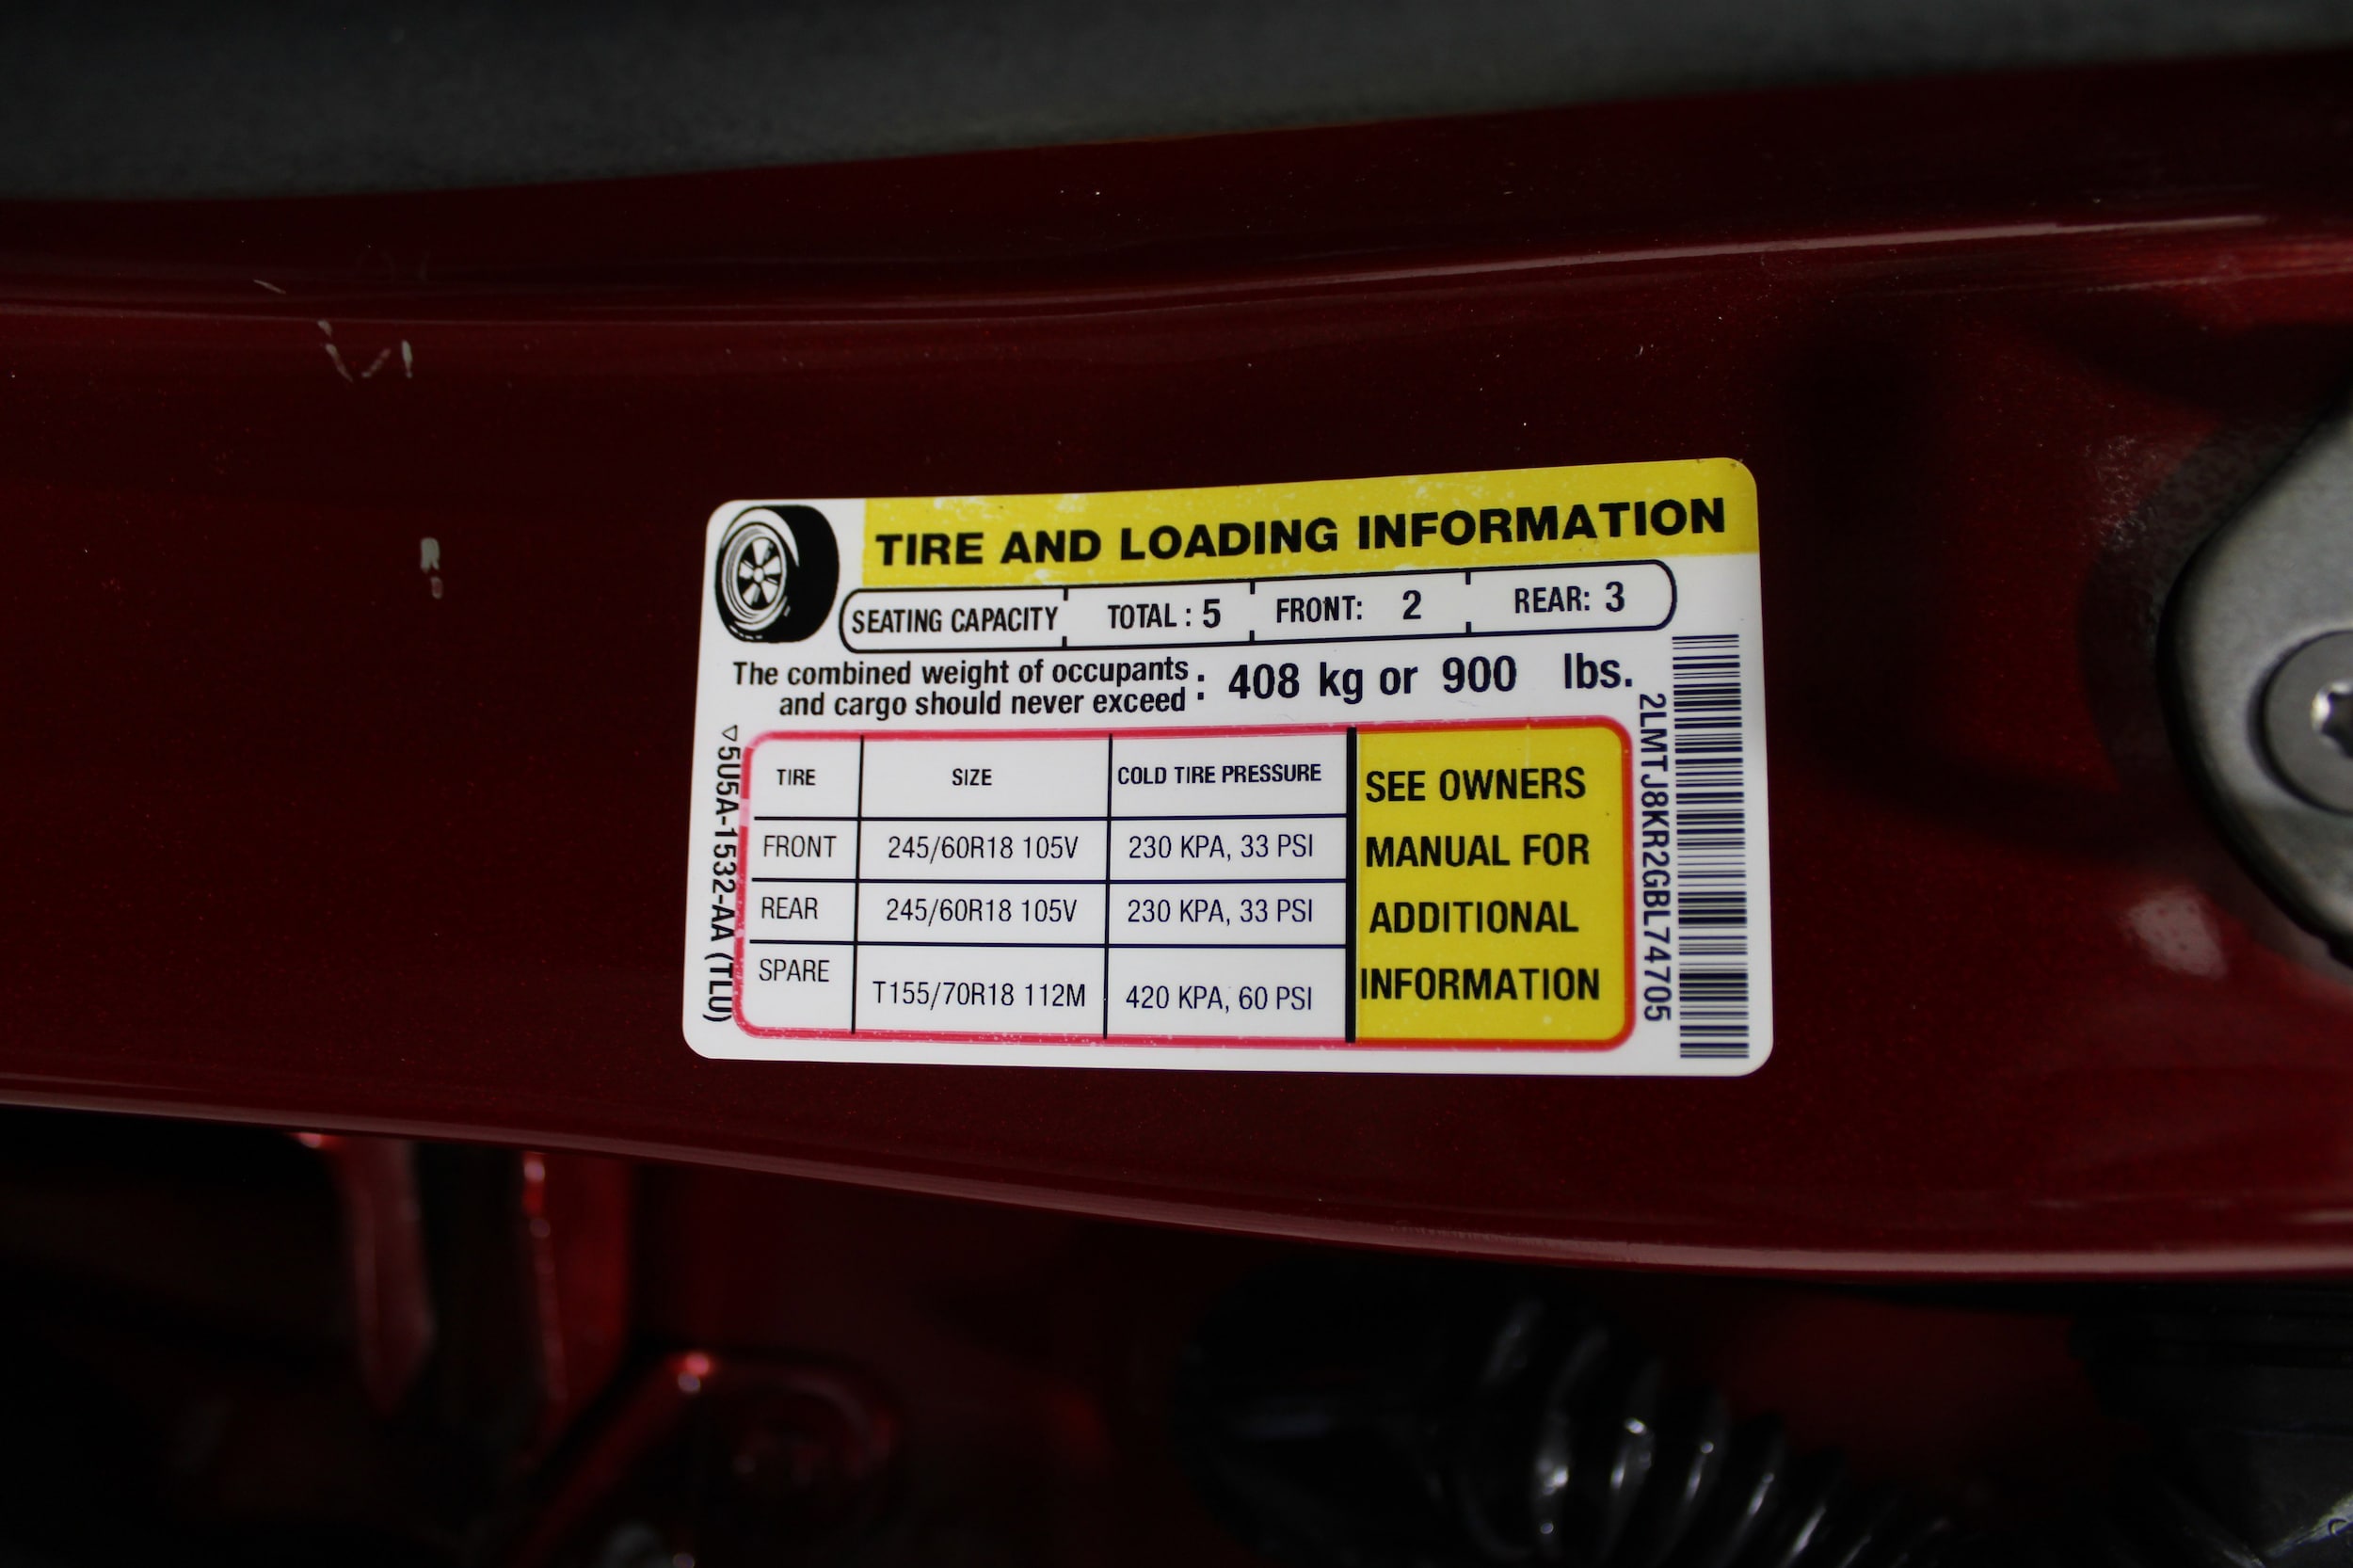 TIRE AND LOADING INFORMATION
SEATING CAPACITY TOTAL : 5 FRONT: 2 REAR: 3
The combined weight of occupants
and cargo should never exceed : 408 kg or 900 lbs.
TIRE SIZE COLD TIRE PRESSURE
FRONT 245/60R18 105V 230 KPA, 33 PSI
REAR 245/60R18 105V 230 KPA, 33 PSI
SPARE T155/70R18 112M 420 KPA, 60 PSI
SEE OWNERS
MANUAL FOR
ADDITIONAL
INFORMATION
5U5A-1532-AA (TLU)
2LMTJ8KR2GBL74705